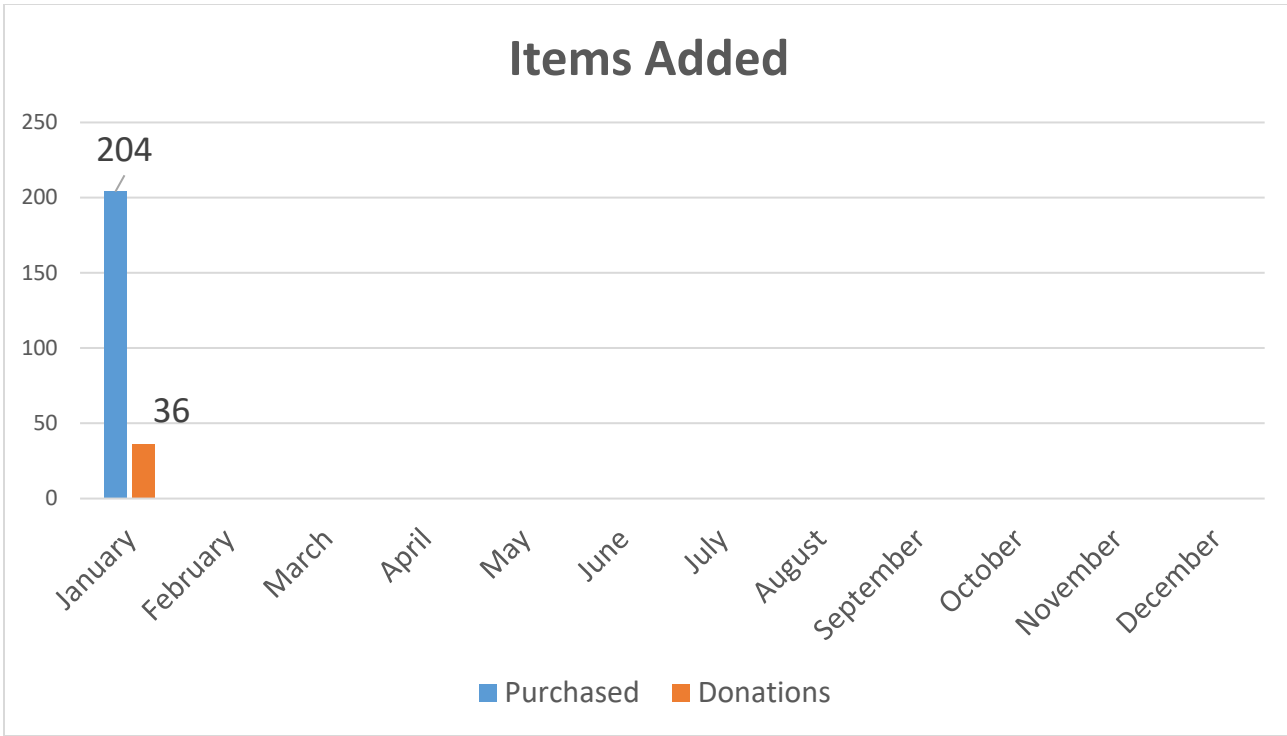 Items Added
250
204
200
150
100
50
36
0
January
February
March
April
May
June
July
August
September
October
November
December
Purchased Donations